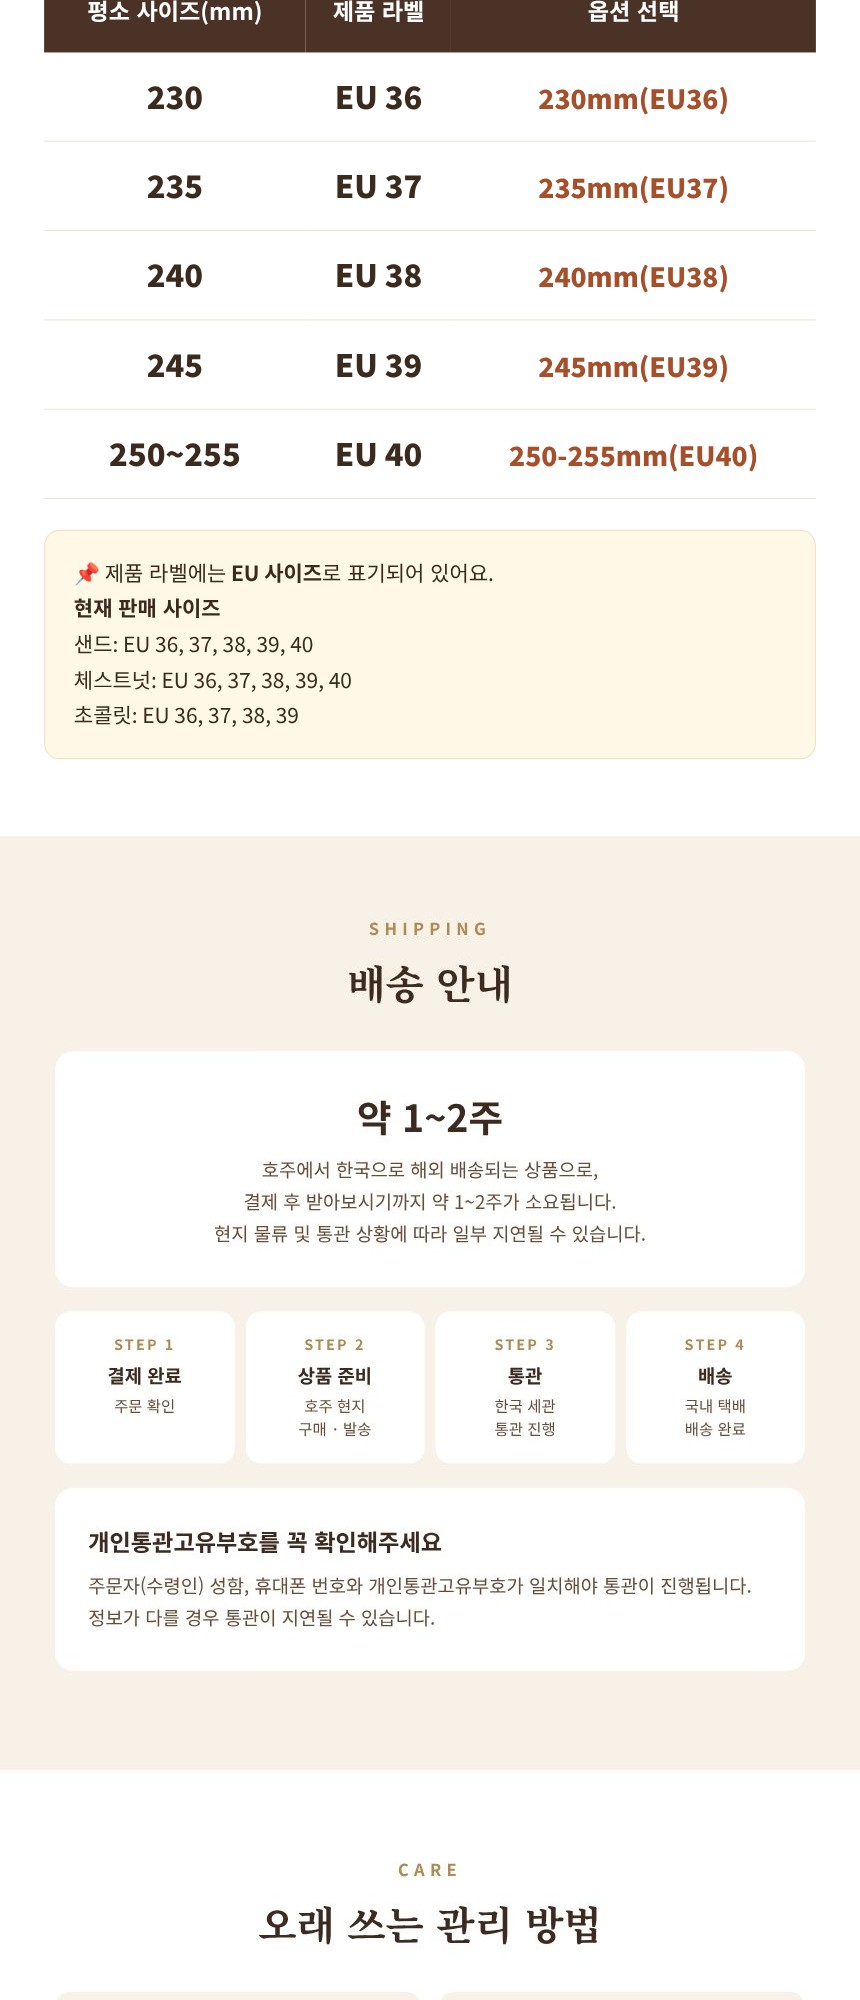 평소 사이즈(mm) 제품 라벨 옵션 선택
230 EU 36 230mm(EU36)
235 EU 37 235mm(EU37)
240 EU 38 240mm(EU38)
245 EU 39 245mm(EU39)
250~255 EU 40 250-255mm(EU40)
📌 제품 라벨에는 EU 사이즈로 표기되어 있어요.
현재 판매 사이즈
샌드: EU 36, 37, 38, 39, 40
체스트넛: EU 36, 37, 38, 39, 40
초콜릿: EU 36, 37, 38, 39
SHIPPING
배송 안내
약 1~2주
호주에서 한국으로 해외 배송되는 상품으로,
결제 후 받아보시기까지 약 1~2주가 소요됩니다.
현지 물류 및 통관 상황에 따라 일부 지연될 수 있습니다.
STEP 1
결제 완료
주문 확인
STEP 2
상품 준비
호주 현지
구매 · 발송
STEP 3
통관
한국 세관
통관 진행
STEP 4
배송
국내 택배
배송 완료
개인통관고유부호를 꼭 확인해주세요
주문자(수령인) 성함, 휴대폰 번호와 개인통관고유부호가 일치해야 통관이 진행됩니다.
정보가 다를 경우 통관이 지연될 수 있습니다.
CARE
오래 쓰는 관리 방법